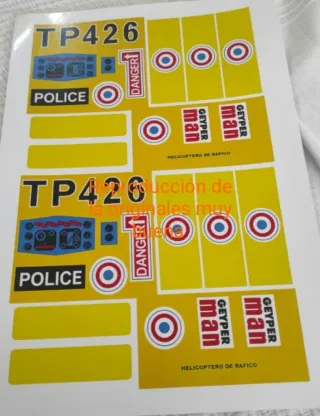 TP426
DANGER
POLICE
GEYPER
man
GEYPER
man
HELICOPTERO DE RAFICO
TP426
Reproducción de
la originales muy
buena
DANGER
POLICE
GEYPER
man
GEYPER
man
HELICOPTERO DE RAFICO